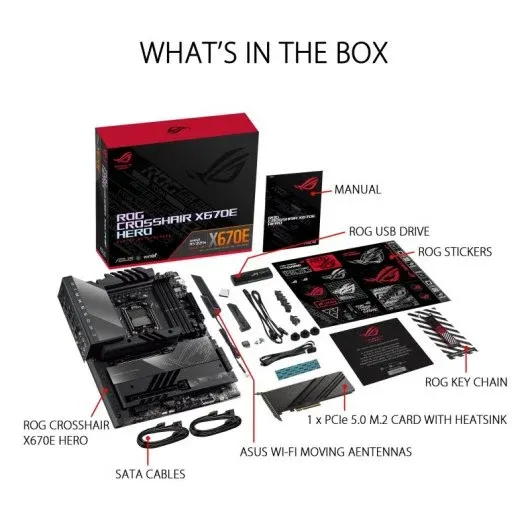 WHAT'S IN THE BOX
ROG
CROSSHAIR X670E
HERO
X670E
ASUS
MANUAL
ROG USB DRIVE
ROG STICKERS
ROG KEY CHAIN
1 x PCIe 5.0 M.2 CARD WITH HEATSINK
ASUS WI-FI MOVING AENTENNAS
ROG CROSSHAIR
X670E HERO
SATA CABLES